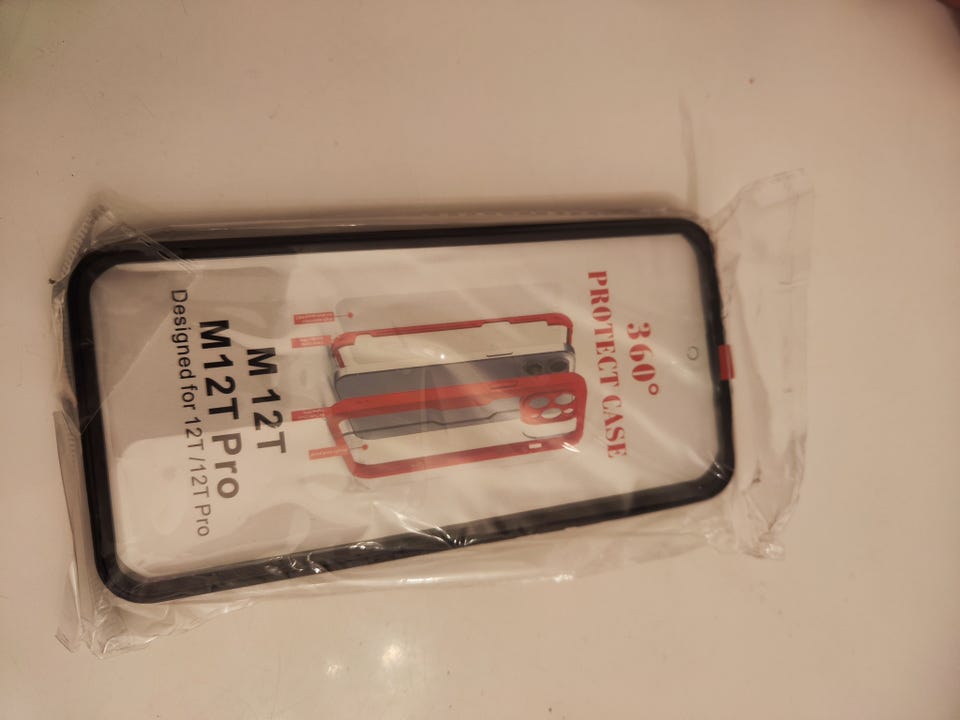 360°
PROTECT CASE
M 12T
M12T Pro
Designed for 12T /12T Pro